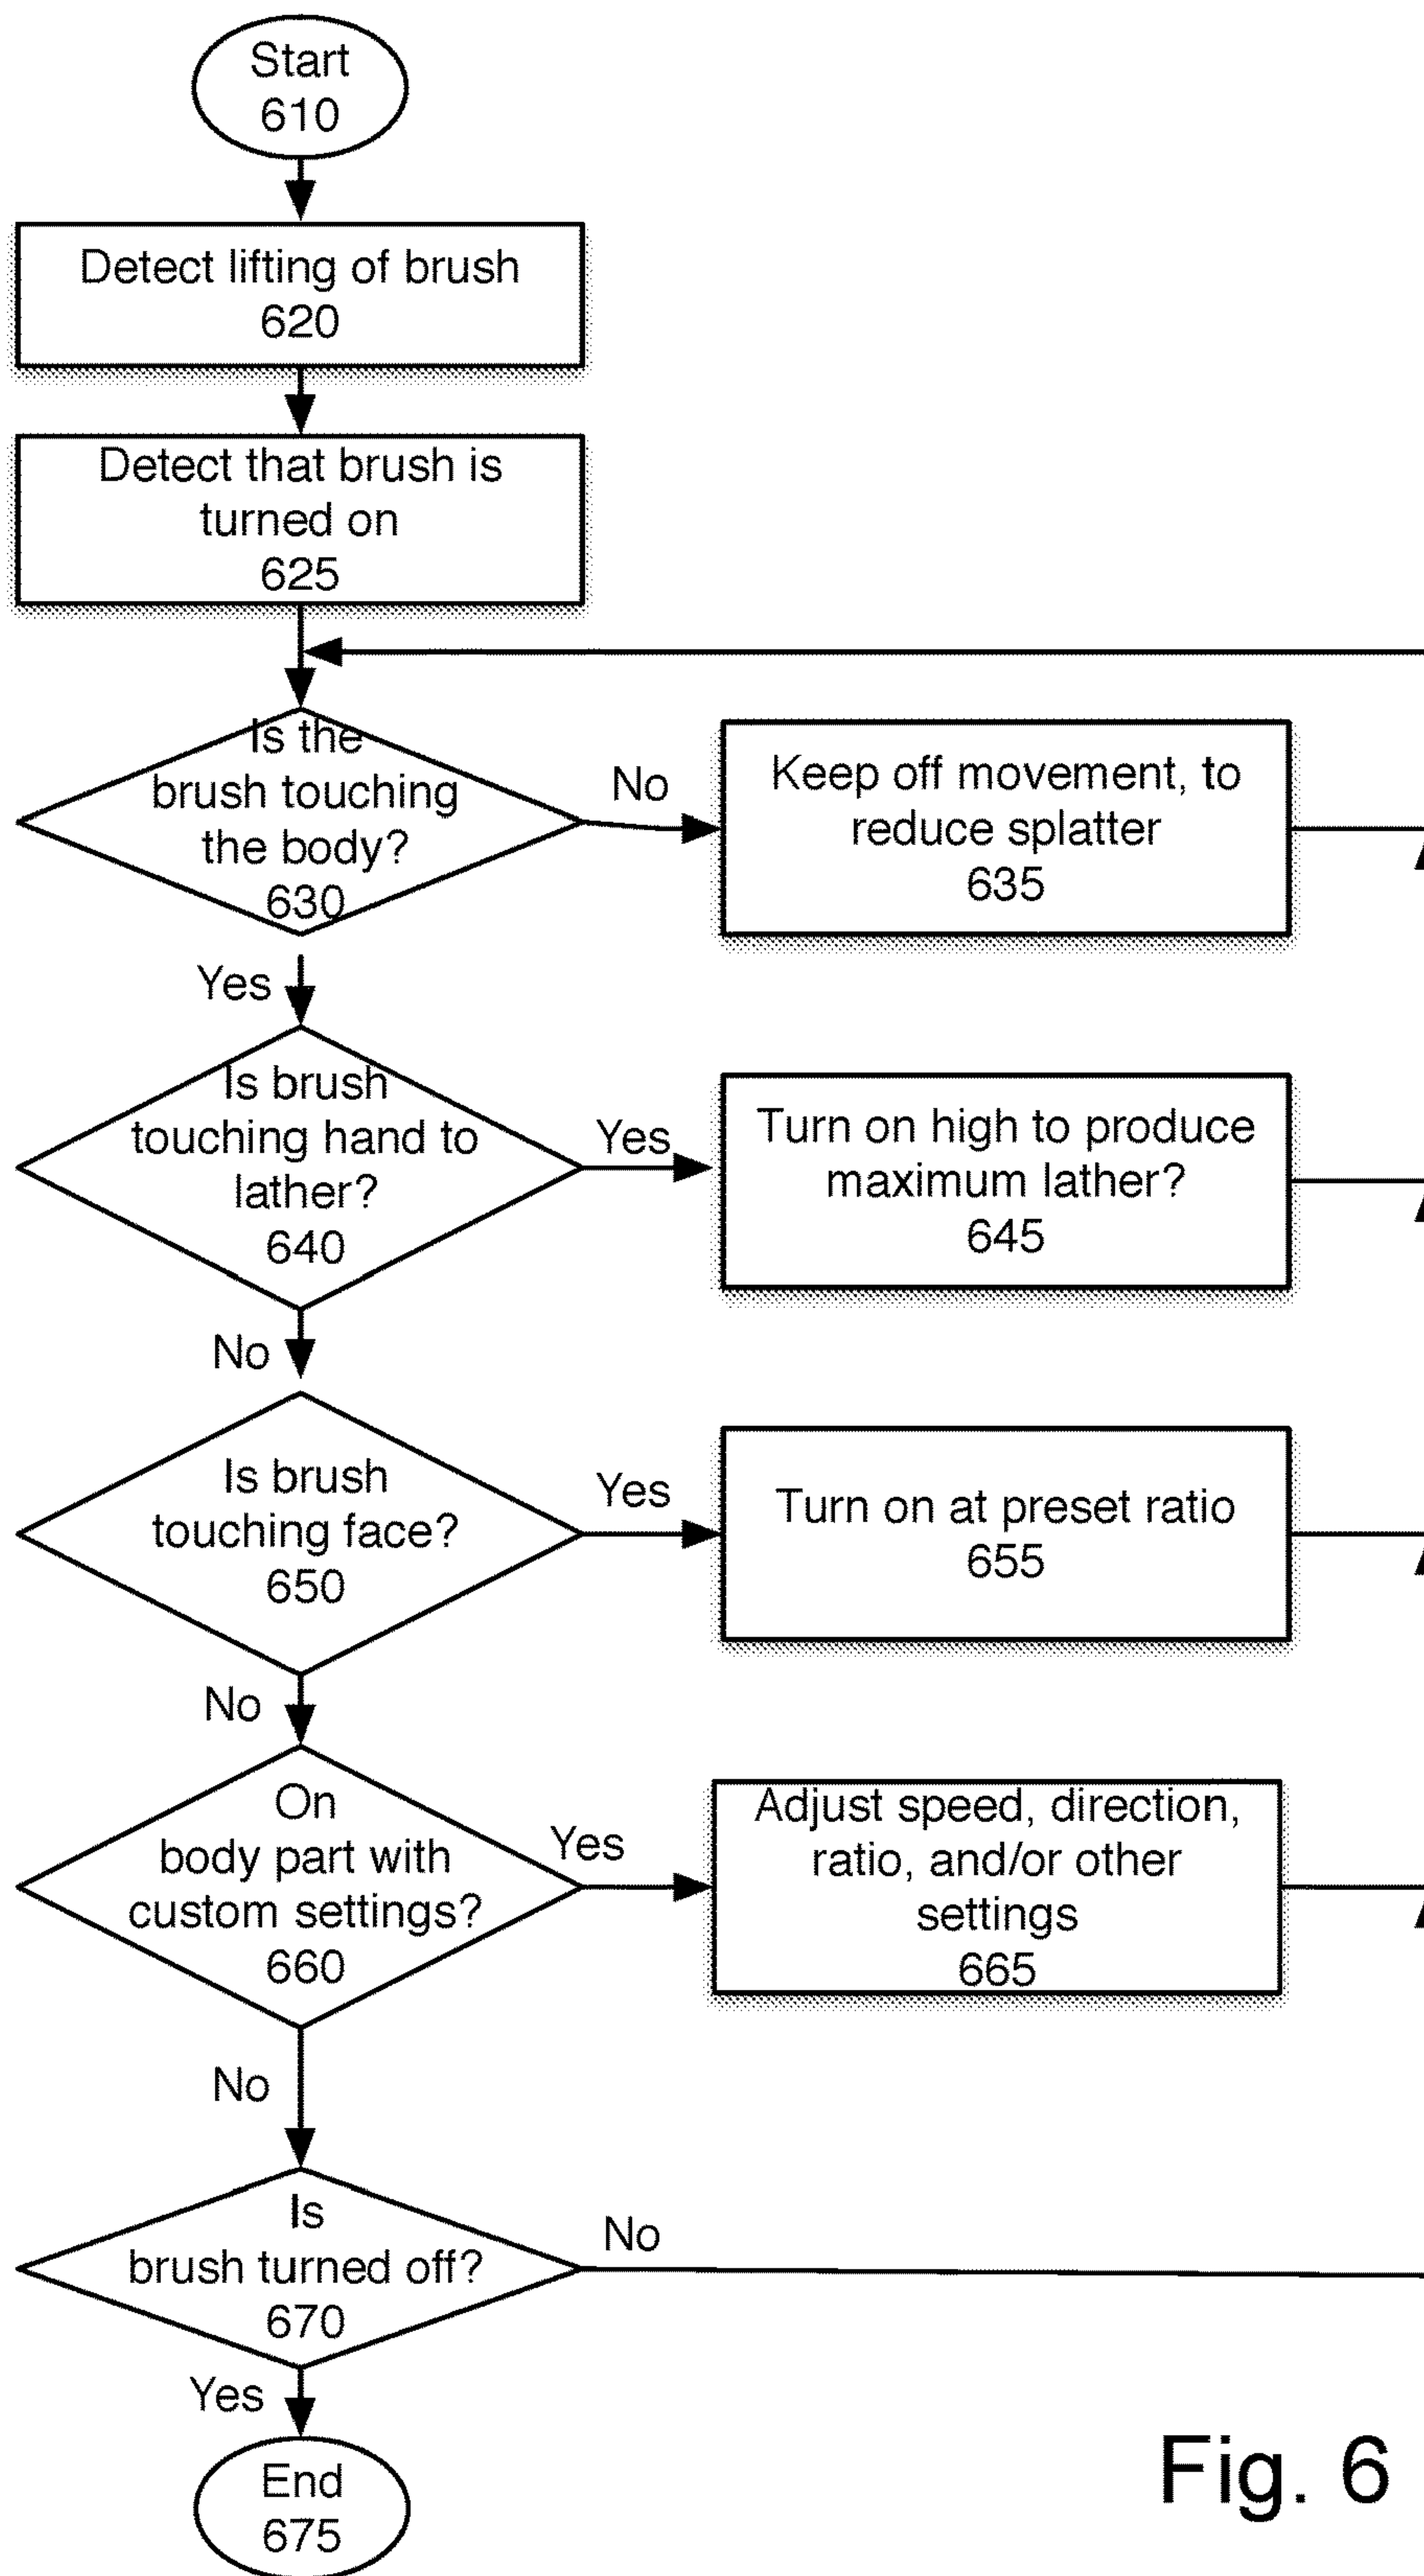 Start
610
Detect lifting of brush
620
Detect that brush is
turned on
625
Is the
brush touching
the body?
630
No
Keep off movement, to
reduce splatter
635
Yes
Is brush
touching hand to
lather?
640
Yes
Turn on high to produce
maximum lather?
645
No
Is brush
touching face?
650
Yes
Turn on at preset ratio
655
No
On
body part with
custom settings?
660
Yes
Adjust speed, direction,
ratio, and/or other
settings
665
No
Is
brush turned off?
670
No
Yes
End
675
Fig. 6